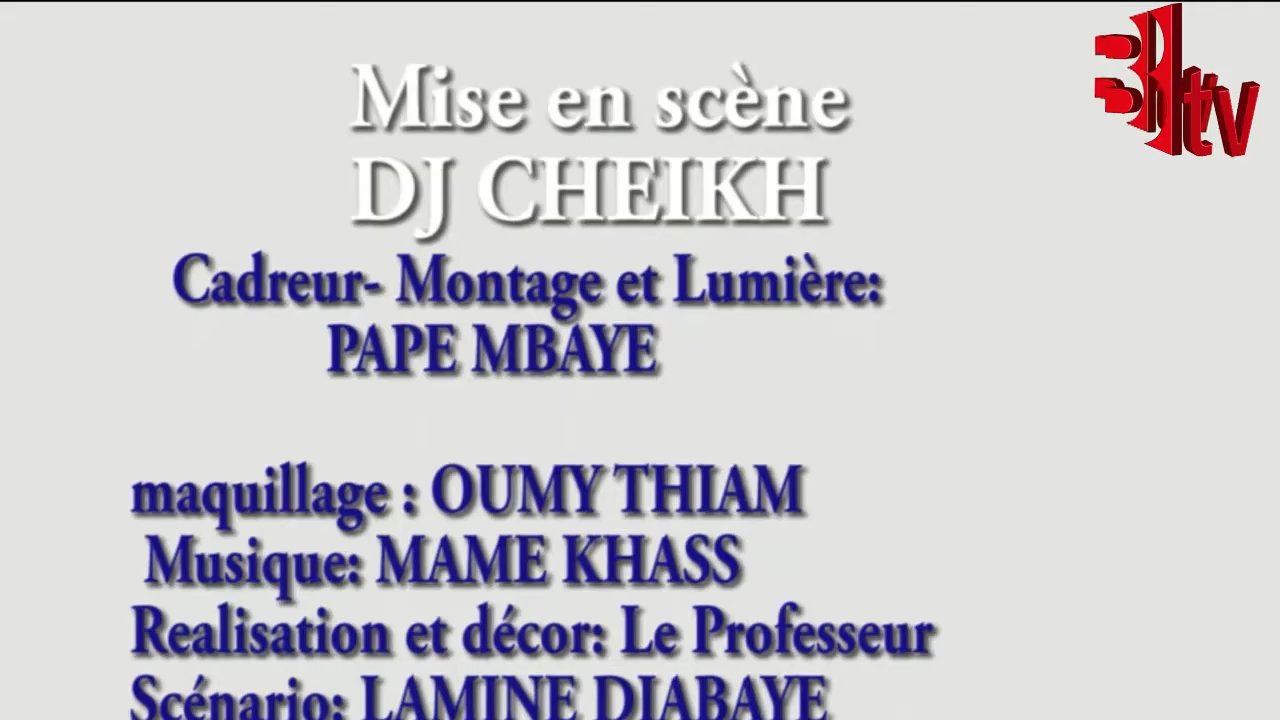 Mise en scène
DJ CHEIKH
Cadreur- Montage et Lumière:
PAPE MBAYE
maquillage : OUMY THIAM
Musique: MAME KHASS
Realisation et décor: Le Professeur
Scénario: LAMINE DIABAYE
tv